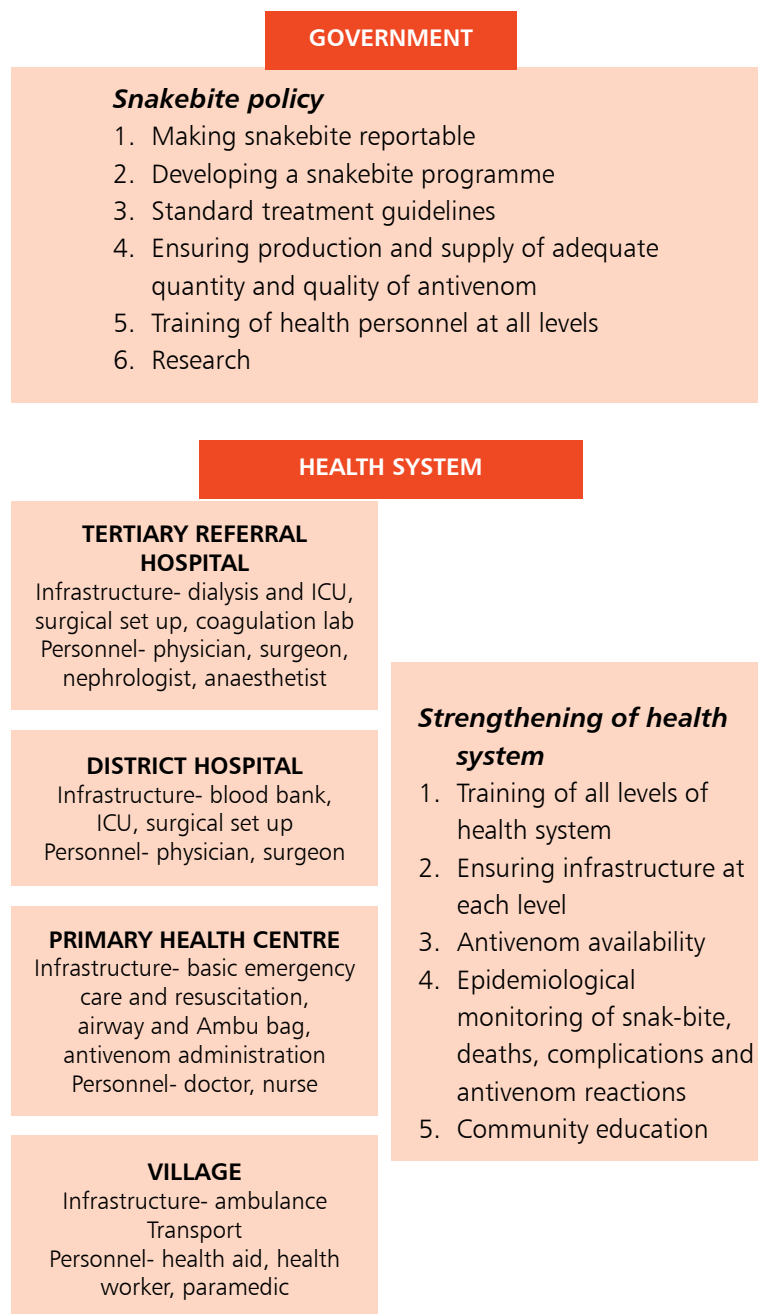 GOVERNMENT
Snakebite policy
1. Making snakebite reportable
2. Developing a snakebite programme
3. Standard treatment guidelines
4. Ensuring production and supply of adequate
quantity and quality of antivenom
5. Training of health personnel at all levels
6. Research
HEALTH SYSTEM
TERTIARY REFERRAL
HOSPITAL
Infrastructure- dialysis and ICU,
surgical set up, coagulation lab
Personnel- physician, surgeon,
nephrologist, anaesthetist
DISTRICT HOSPITAL
Infrastructure- blood bank,
ICU, surgical set up
Personnel- physician, surgeon
PRIMARY HEALTH CENTRE
Infrastructure- basic emergency
care and resuscitation,
airway and Ambu bag,
antivenom administration
Personnel- doctor, nurse
VILLAGE
Infrastructure- ambulance
Transport
Personnel- health aid, health
worker, paramedic
Strengthening of health
system
1. Training of all levels of
health system
2. Ensuring infrastructure at
each level
3. Antivenom availability
4. Epidemiological
monitoring of snak-bite,
deaths, complications and
antivenom reactions
5. Community education